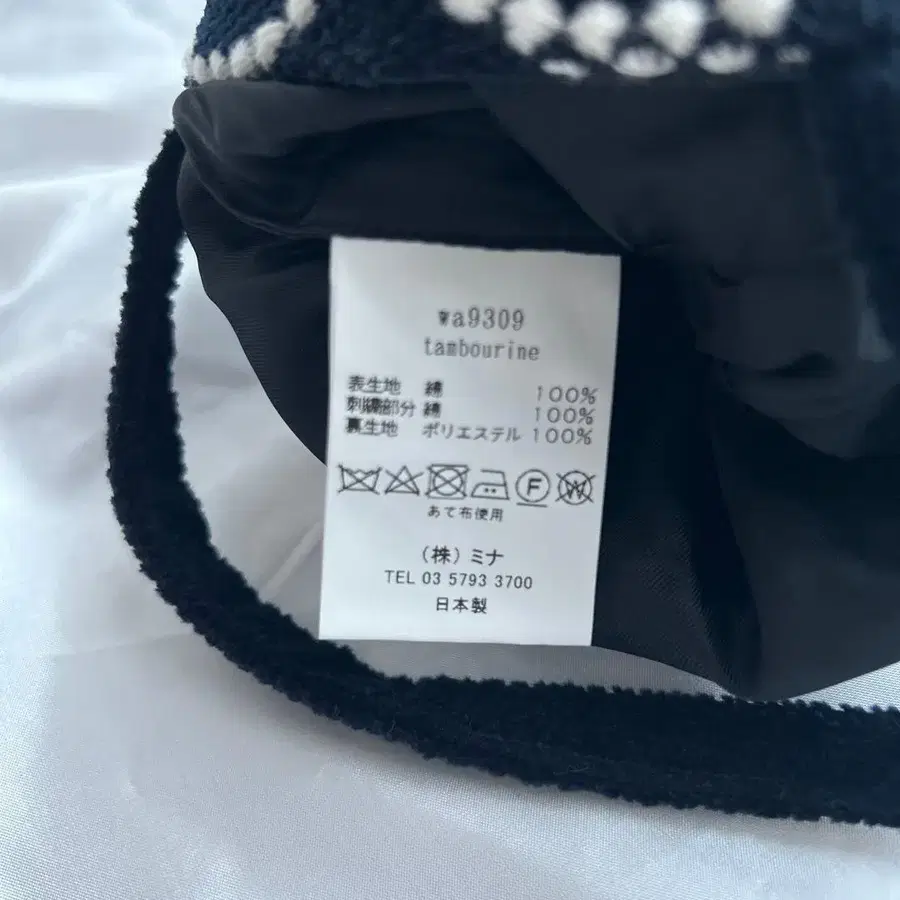 wa9309
tambourine
表生地 綿 100%
刺繍部分 綿 100%
裏生地 ポリエステル 100%
F W
あて布使用
(株) ミナ
TEL 03 5793 3700
日本製